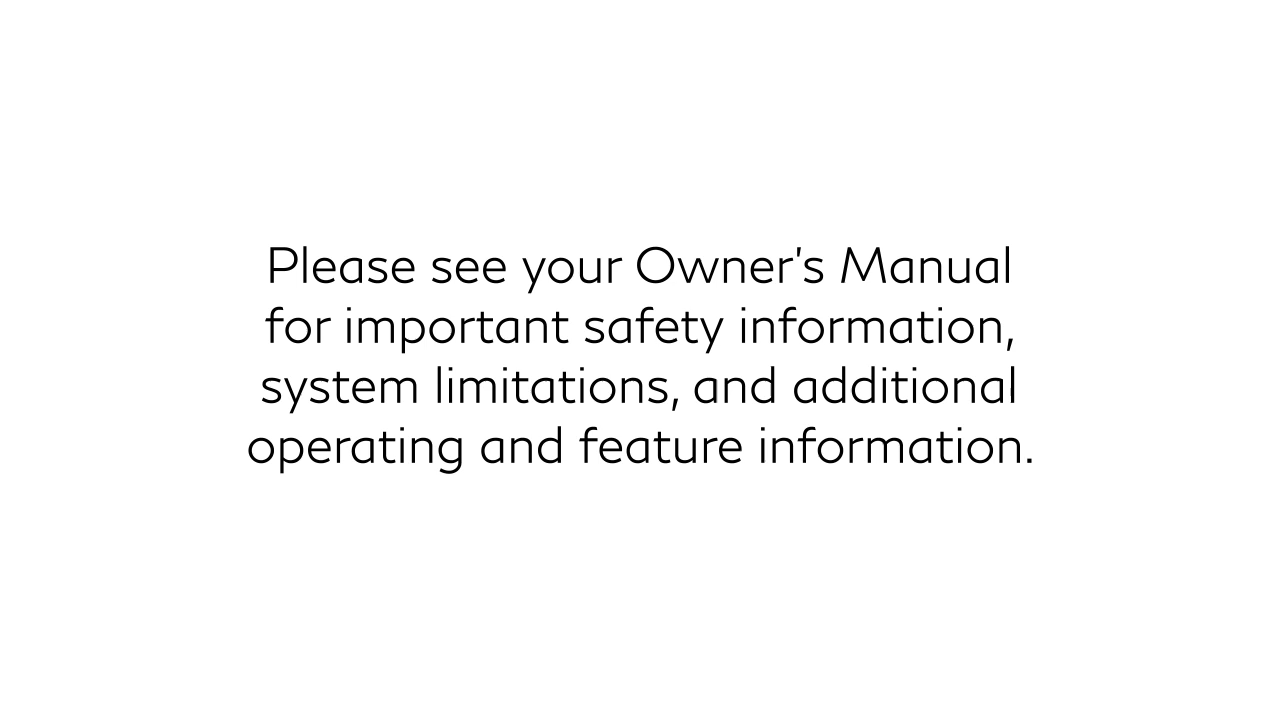 Please see your Owner's Manual
for important safety information,
system limitations, and additional
operating and feature information.